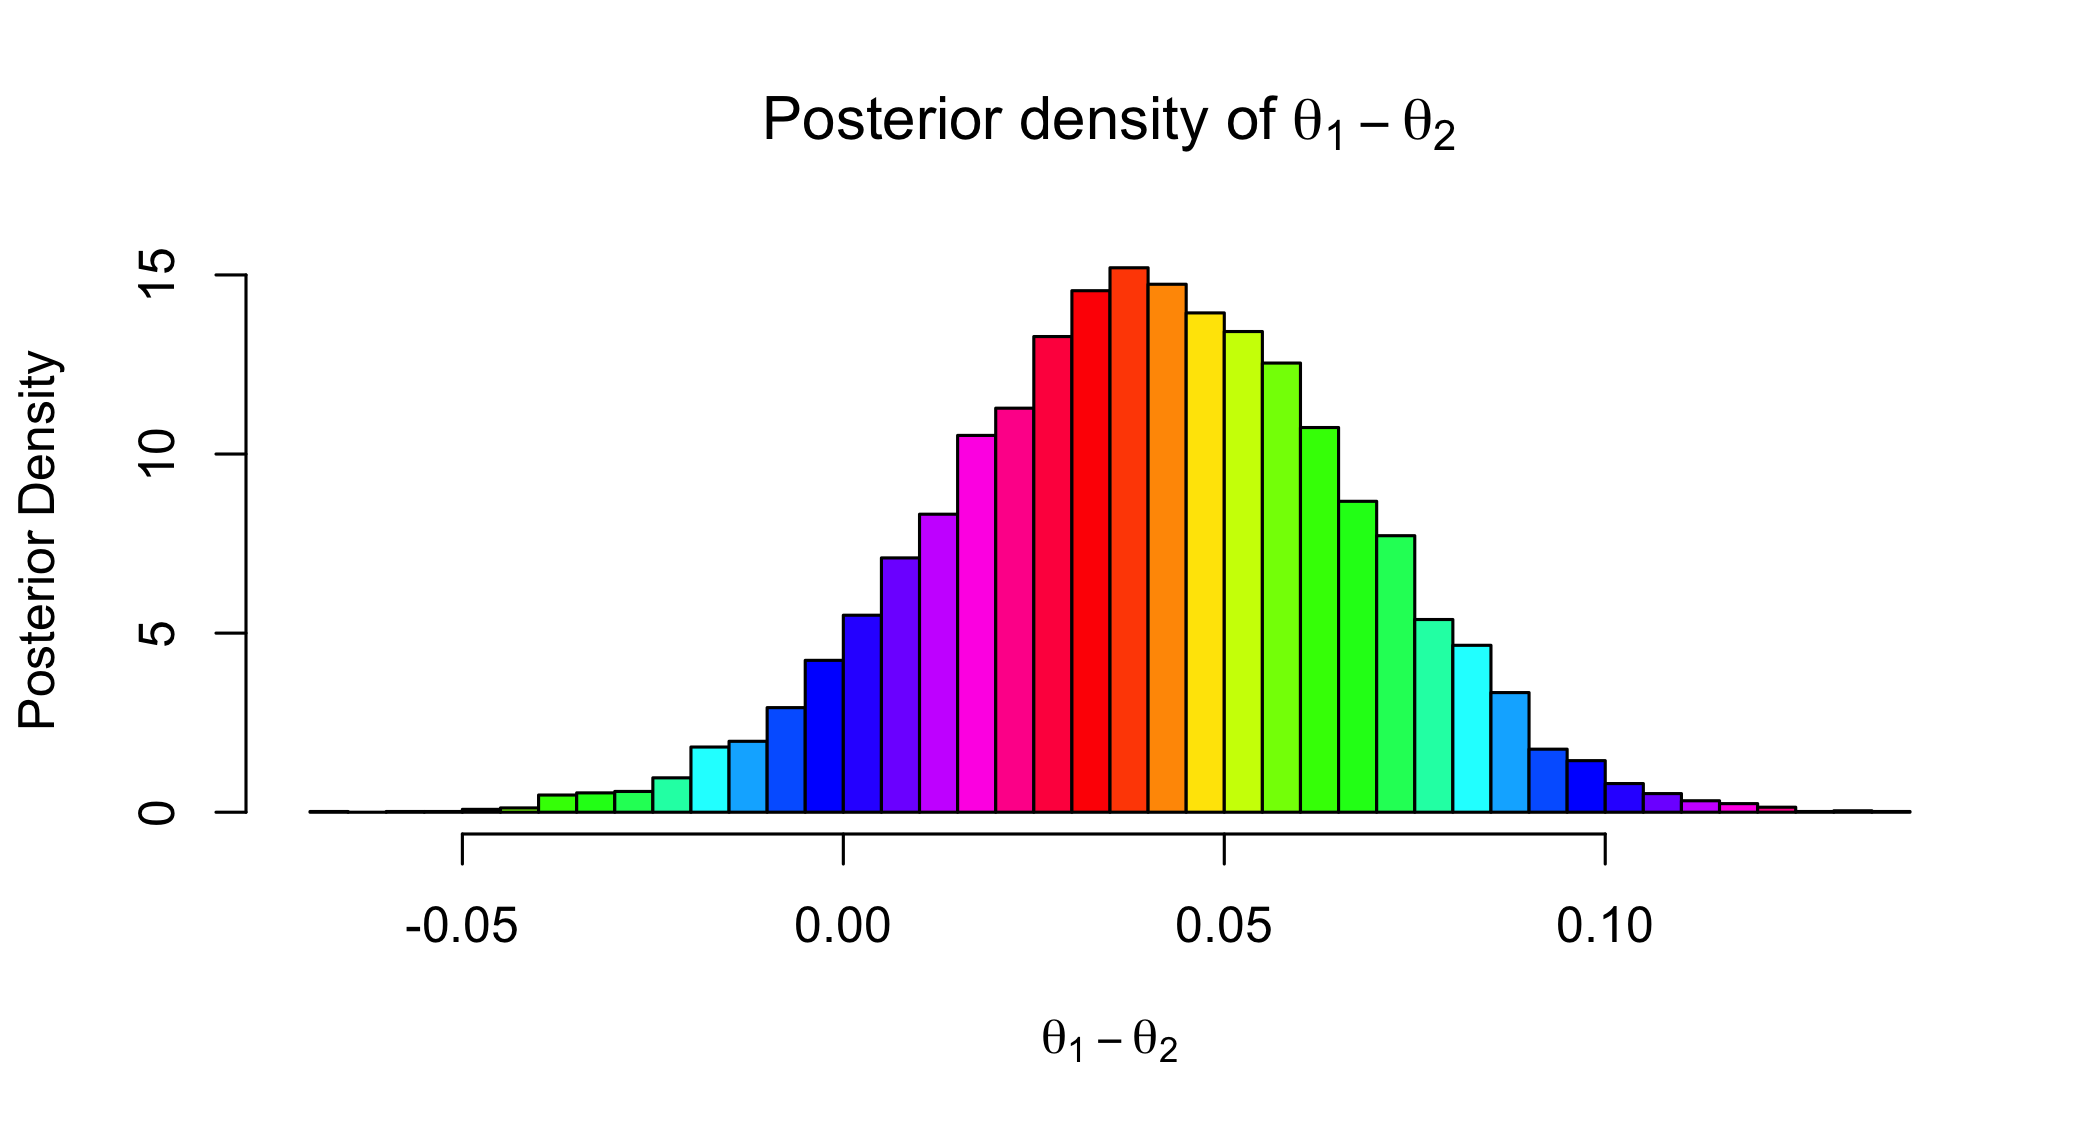 Posterior density of θ₁ – θ₂
Posterior Density
15
10
5
0
-0.05 0.00 0.05 0.10
θ₁ – θ₂